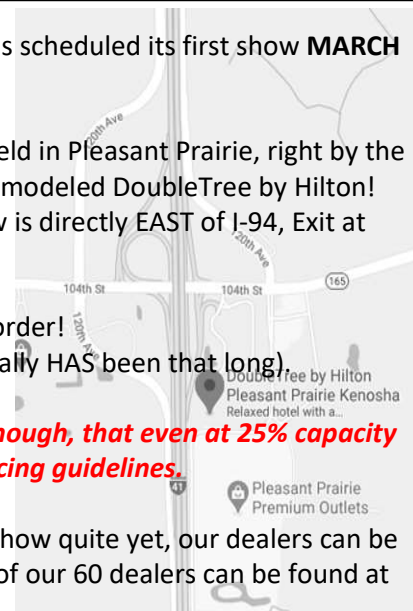 s scheduled its first show MARCH
20th Ave
eld in Pleasant Prairie, right by the
modeled DoubleTree by Hilton!
w is directly EAST of I-94, Exit at
120th Ave
104th St
104th St
165
order!
120th Ave
ally HAS been that long).
DoubleTree by Hilton
Pleasant Prairie Kenosha
Relaxed hotel with a...
nough, that even at 25% capacity
cing guidelines.
41
Pleasant Prairie
Premium Outlets
how quite yet, our dealers can be
of our 60 dealers can be found at